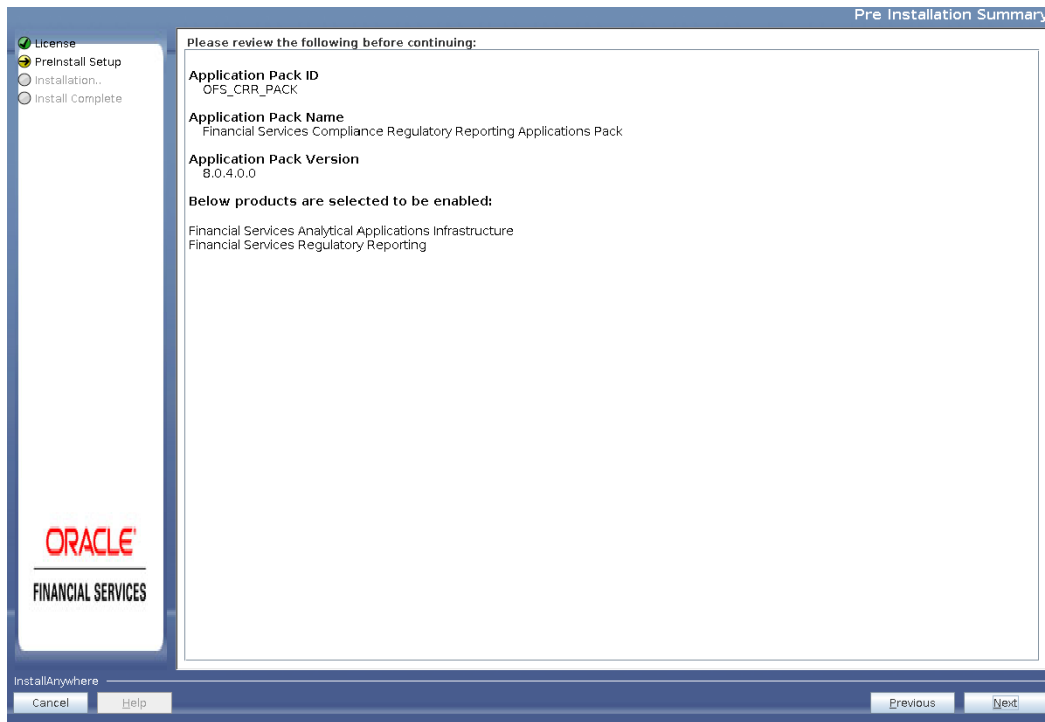 Pre Installation Summary
License
PreInstall Setup
Installation..
Install Complete
Please review the following before continuing:
Application Pack ID
OFS_CRR_PACK
Application Pack Name
Financial Services Compliance Regulatory Reporting Applications Pack
Application Pack Version
8.0.4.0.0
Below products are selected to be enabled:
Financial Services Analytical Applications Infrastructure
Financial Services Regulatory Reporting
ORACLE
FINANCIAL SERVICES
InstallAnywhere
Cancel Help Previous Next